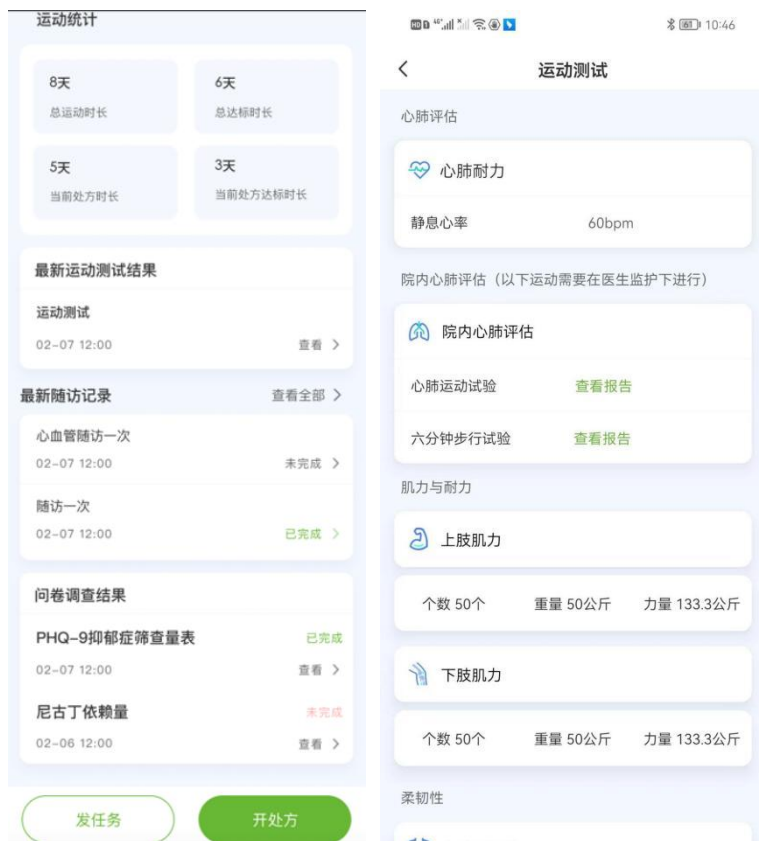 运动统计
8天
总运动时长
6天
总达标时长
5天
当前处方时长
3天
当前处方达标时长
最新运动测试结果
运动测试
02-07 12:00
查看
最新随访记录
查看全部
心血管随访一次
02-07 12:00
未完成
随访一次
02-07 12:00
已完成
问卷调查结果
PHQ-9抑郁症筛查量表
已完成
02-07 12:00
查看
尼古丁依赖量
未完成
02-06 12:00
查看
发任务
开处方
10:46
运动测试
心肺评估
心肺耐力
静息心率 60bpm
院内心肺评估（以下运动需要在医生监护下进行）
院内心肺评估
心肺运动试验 查看报告
六分钟步行试验 查看报告
肌力与耐力
上肢肌力
个数 50个 重量 50公斤 力量 133.3公斤
下肢肌力
个数 50个 重量 50公斤 力量 133.3公斤
柔韧性